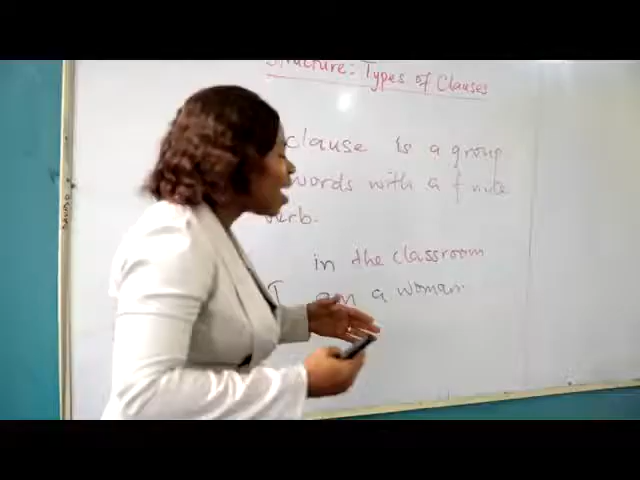 Structure: Types of Clauses
clause is a group
words with a finite
verb.
in the classroom
I am a woman.